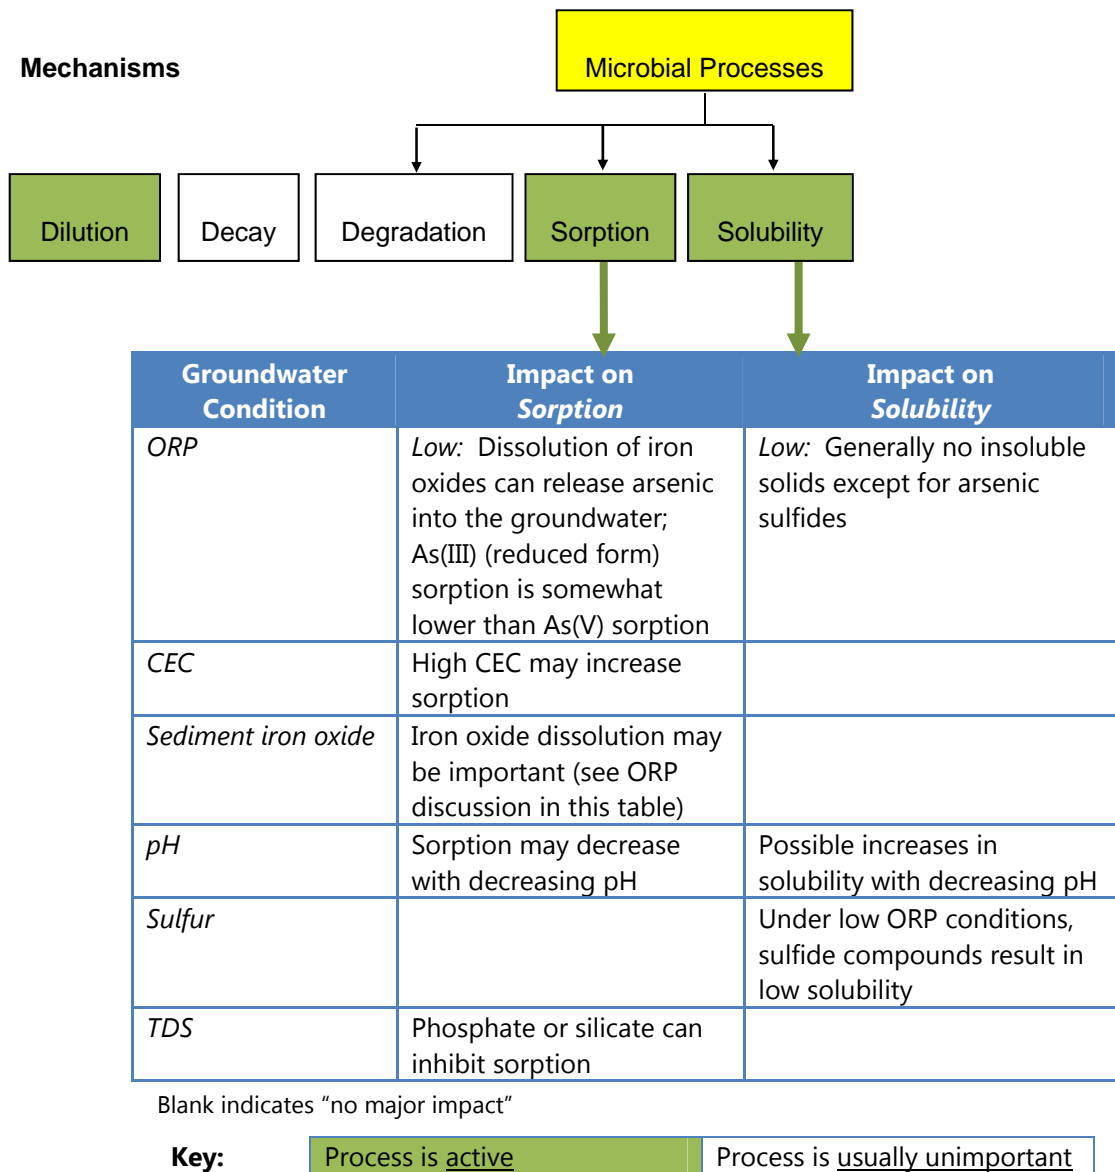 Mechanisms
Microbial Processes
Dilution
Decay
Degradation
Sorption
Solubility
Groundwater
Condition
Impact on
Sorption
Impact on
Solubility
ORP
Low: Dissolution of iron
oxides can release arsenic
into the groundwater;
As(III) (reduced form)
sorption is somewhat
lower than As(V) sorption
Low: Generally no insoluble
solids except for arsenic
sulfides
CEC
High CEC may increase
sorption
Sediment iron oxide
Iron oxide dissolution may
be important (see ORP
discussion in this table)
pH
Sorption may decrease
with decreasing pH
Possible increases in
solubility with decreasing pH
Sulfur
Under low ORP conditions,
sulfide compounds result in
low solubility
TDS
Phosphate or silicate can
inhibit sorption
Blank indicates “no major impact”
Key:
Process is active
Process is usually unimportant